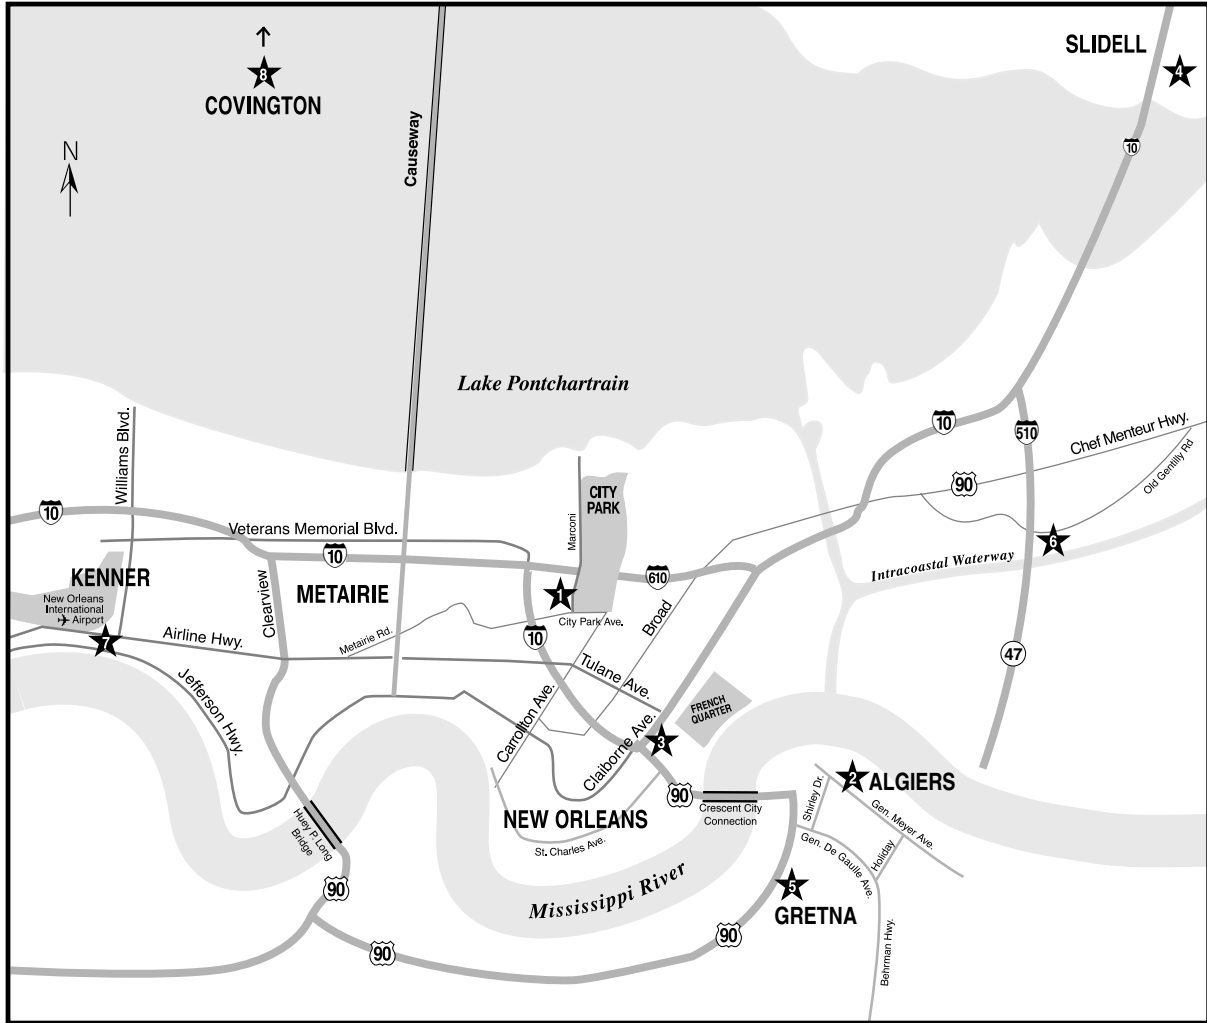 SLIDELL
4
8
COVINGTON
N
Causeway
10
Lake Pontchartrain
Williams Blvd.
10
510
Chef Menteur Hwy.
Old Gentilly Rd
90
CITY
PARK
Marconi
10
Veterans Memorial Blvd.
10
6
Intracoastal Waterway
610
KENNER
New Orleans
International
Airport
METAIRIE
Clearview
1
City Park Ave.
Broad
10
7
Airline Hwy.
Metairie Rd.
47
Tulane Ave.
Jefferson Hwy.
Carrollton Ave.
FRENCH
QUARTER
Claiborne Ave.
3
2
ALGIERS
90
Crescent City
Connection
Shirley Dr.
Gen. Meyer Ave.
NEW ORLEANS
Huey P. Long
Bridge
St. Charles Ave.
Gen. De Gaulle Ave.
Holiday
Mississippi River
5
GRETNA
90
90
90
Behrman Hwy.